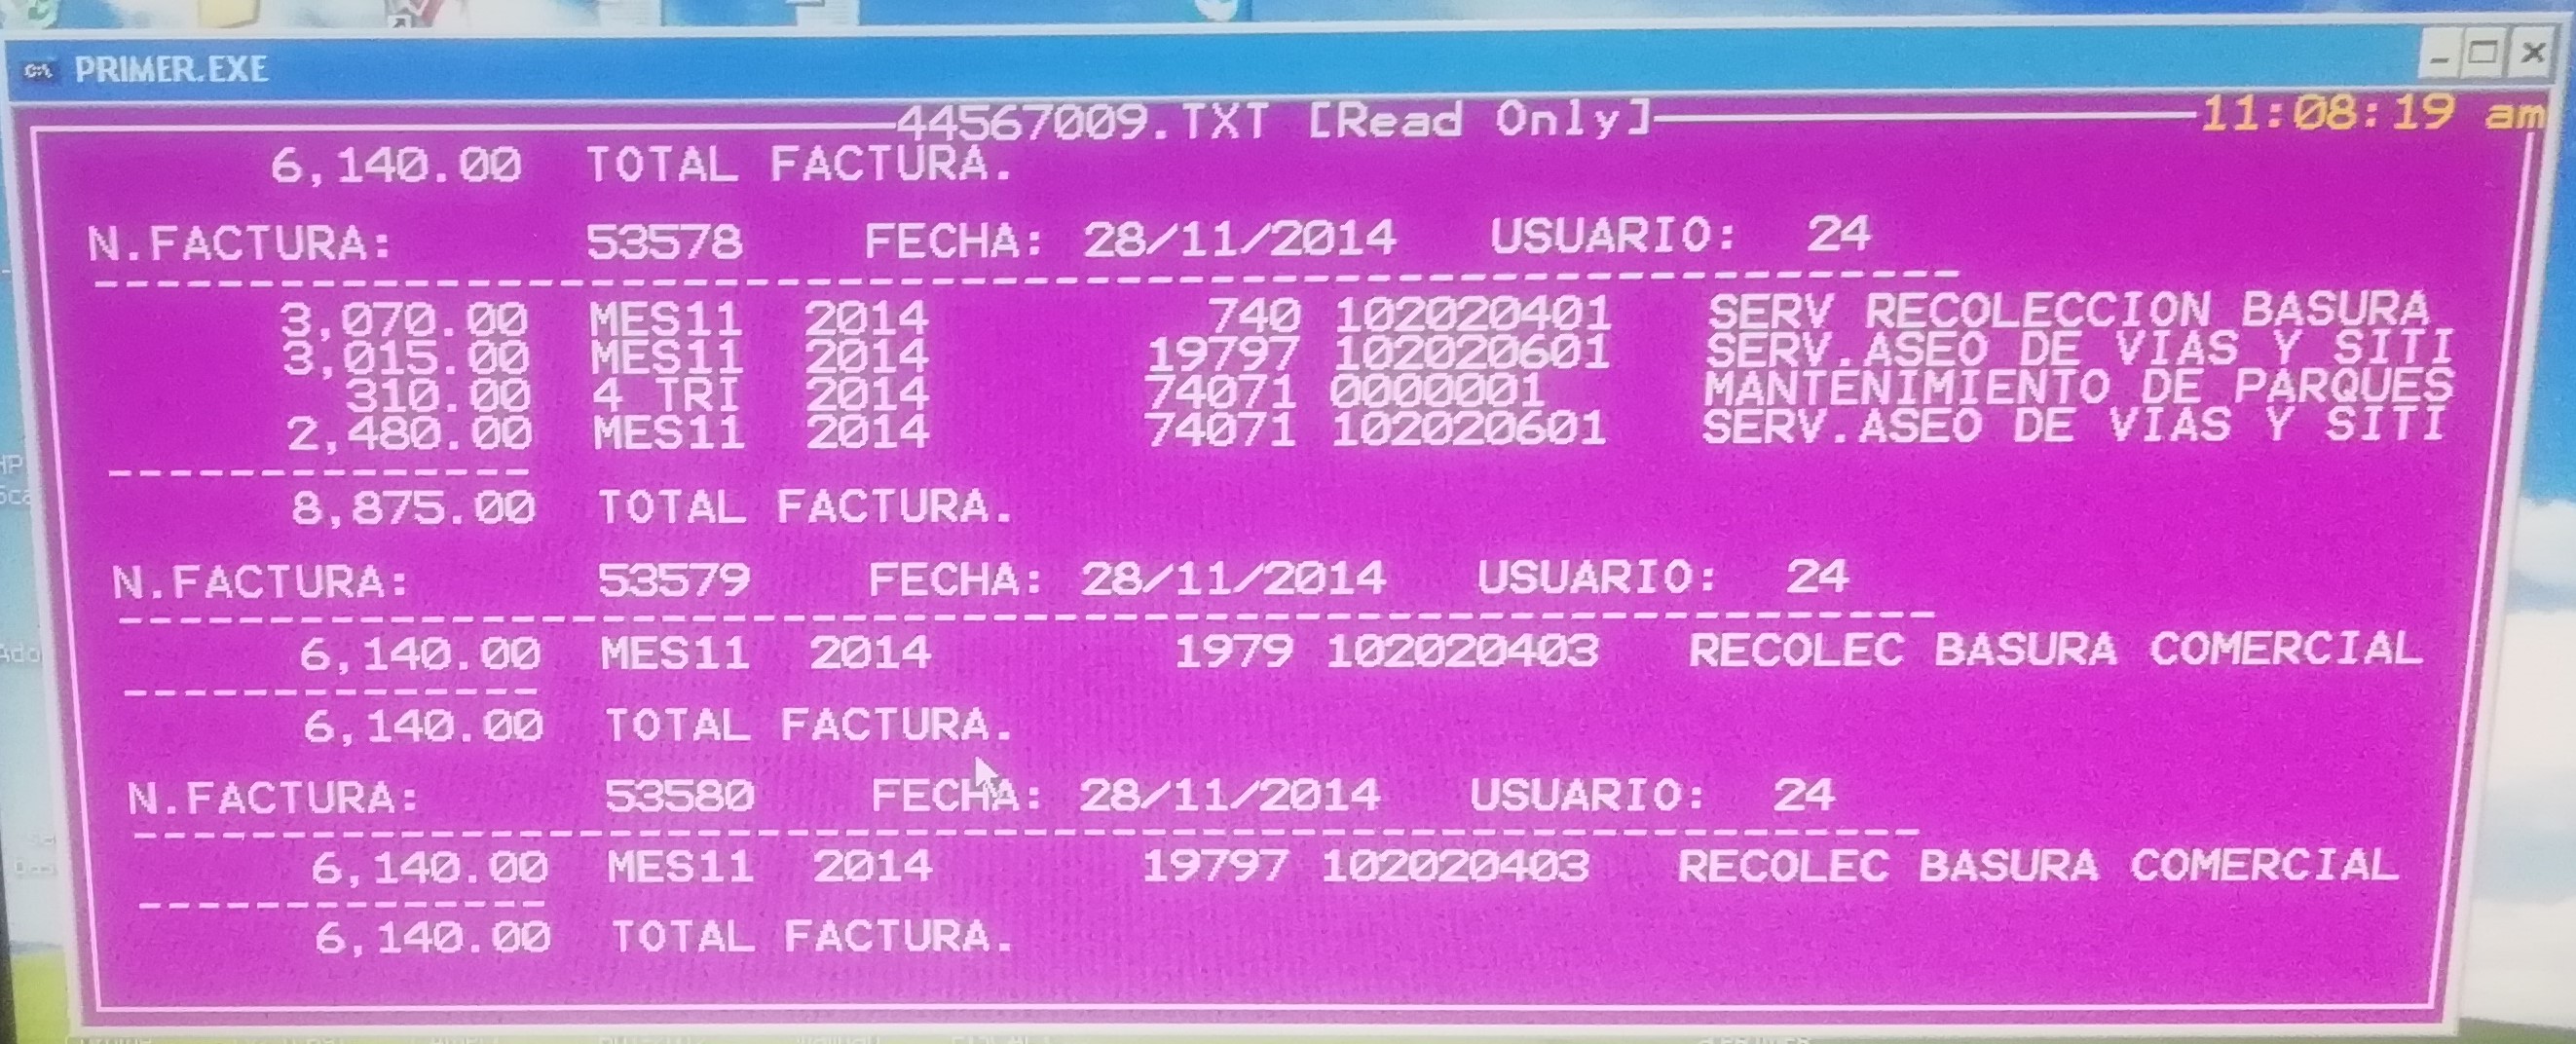 PRIMER.EXE
44567009.TXT [Read Only] 11:08:19 am
6,140.00 TOTAL FACTURA.
N.FACTURA: 53578 FECHA: 28/11/2014 USUARIO: 24
------------------------------------------------------------
3,070.00 MES11 2014 740 102020401 SERV RECOLECCION BASURA
3,015.00 MES11 2014 19797 102020601 SERV.ASEO DE VIAS Y SITI
310.00 4 TRI 2014 74071 0000001 MANTENIMIENTO DE PARQUES
2,480.00 MES11 2014 74071 102020601 SERV.ASEO DE VIAS Y SITI
--------------
8,875.00 TOTAL FACTURA.
N.FACTURA: 53579 FECHA: 28/11/2014 USUARIO: 24
------------------------------------------------------------
6,140.00 MES11 2014 1979 102020403 RECOLEC BASURA COMERCIAL
--------------
6,140.00 TOTAL FACTURA.
N.FACTURA: 53580 FECHA: 28/11/2014 USUARIO: 24
------------------------------------------------------------
6,140.00 MES11 2014 19797 102020403 RECOLEC BASURA COMERCIAL
--------------
6,140.00 TOTAL FACTURA.